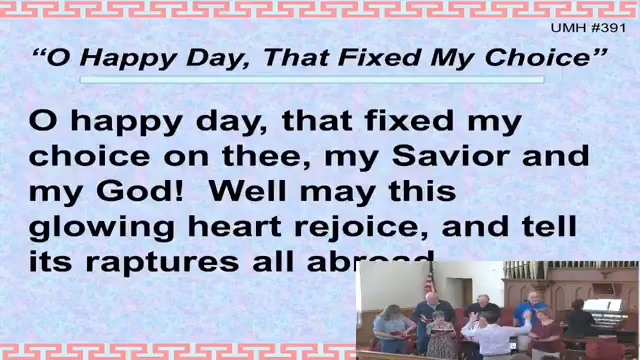 UMH #391
“O Happy Day, That Fixed My Choice”
O happy day, that fixed my
choice on thee, my Savior and
my God!  Well may this
glowing heart rejoice, and tell
its raptures all abroad